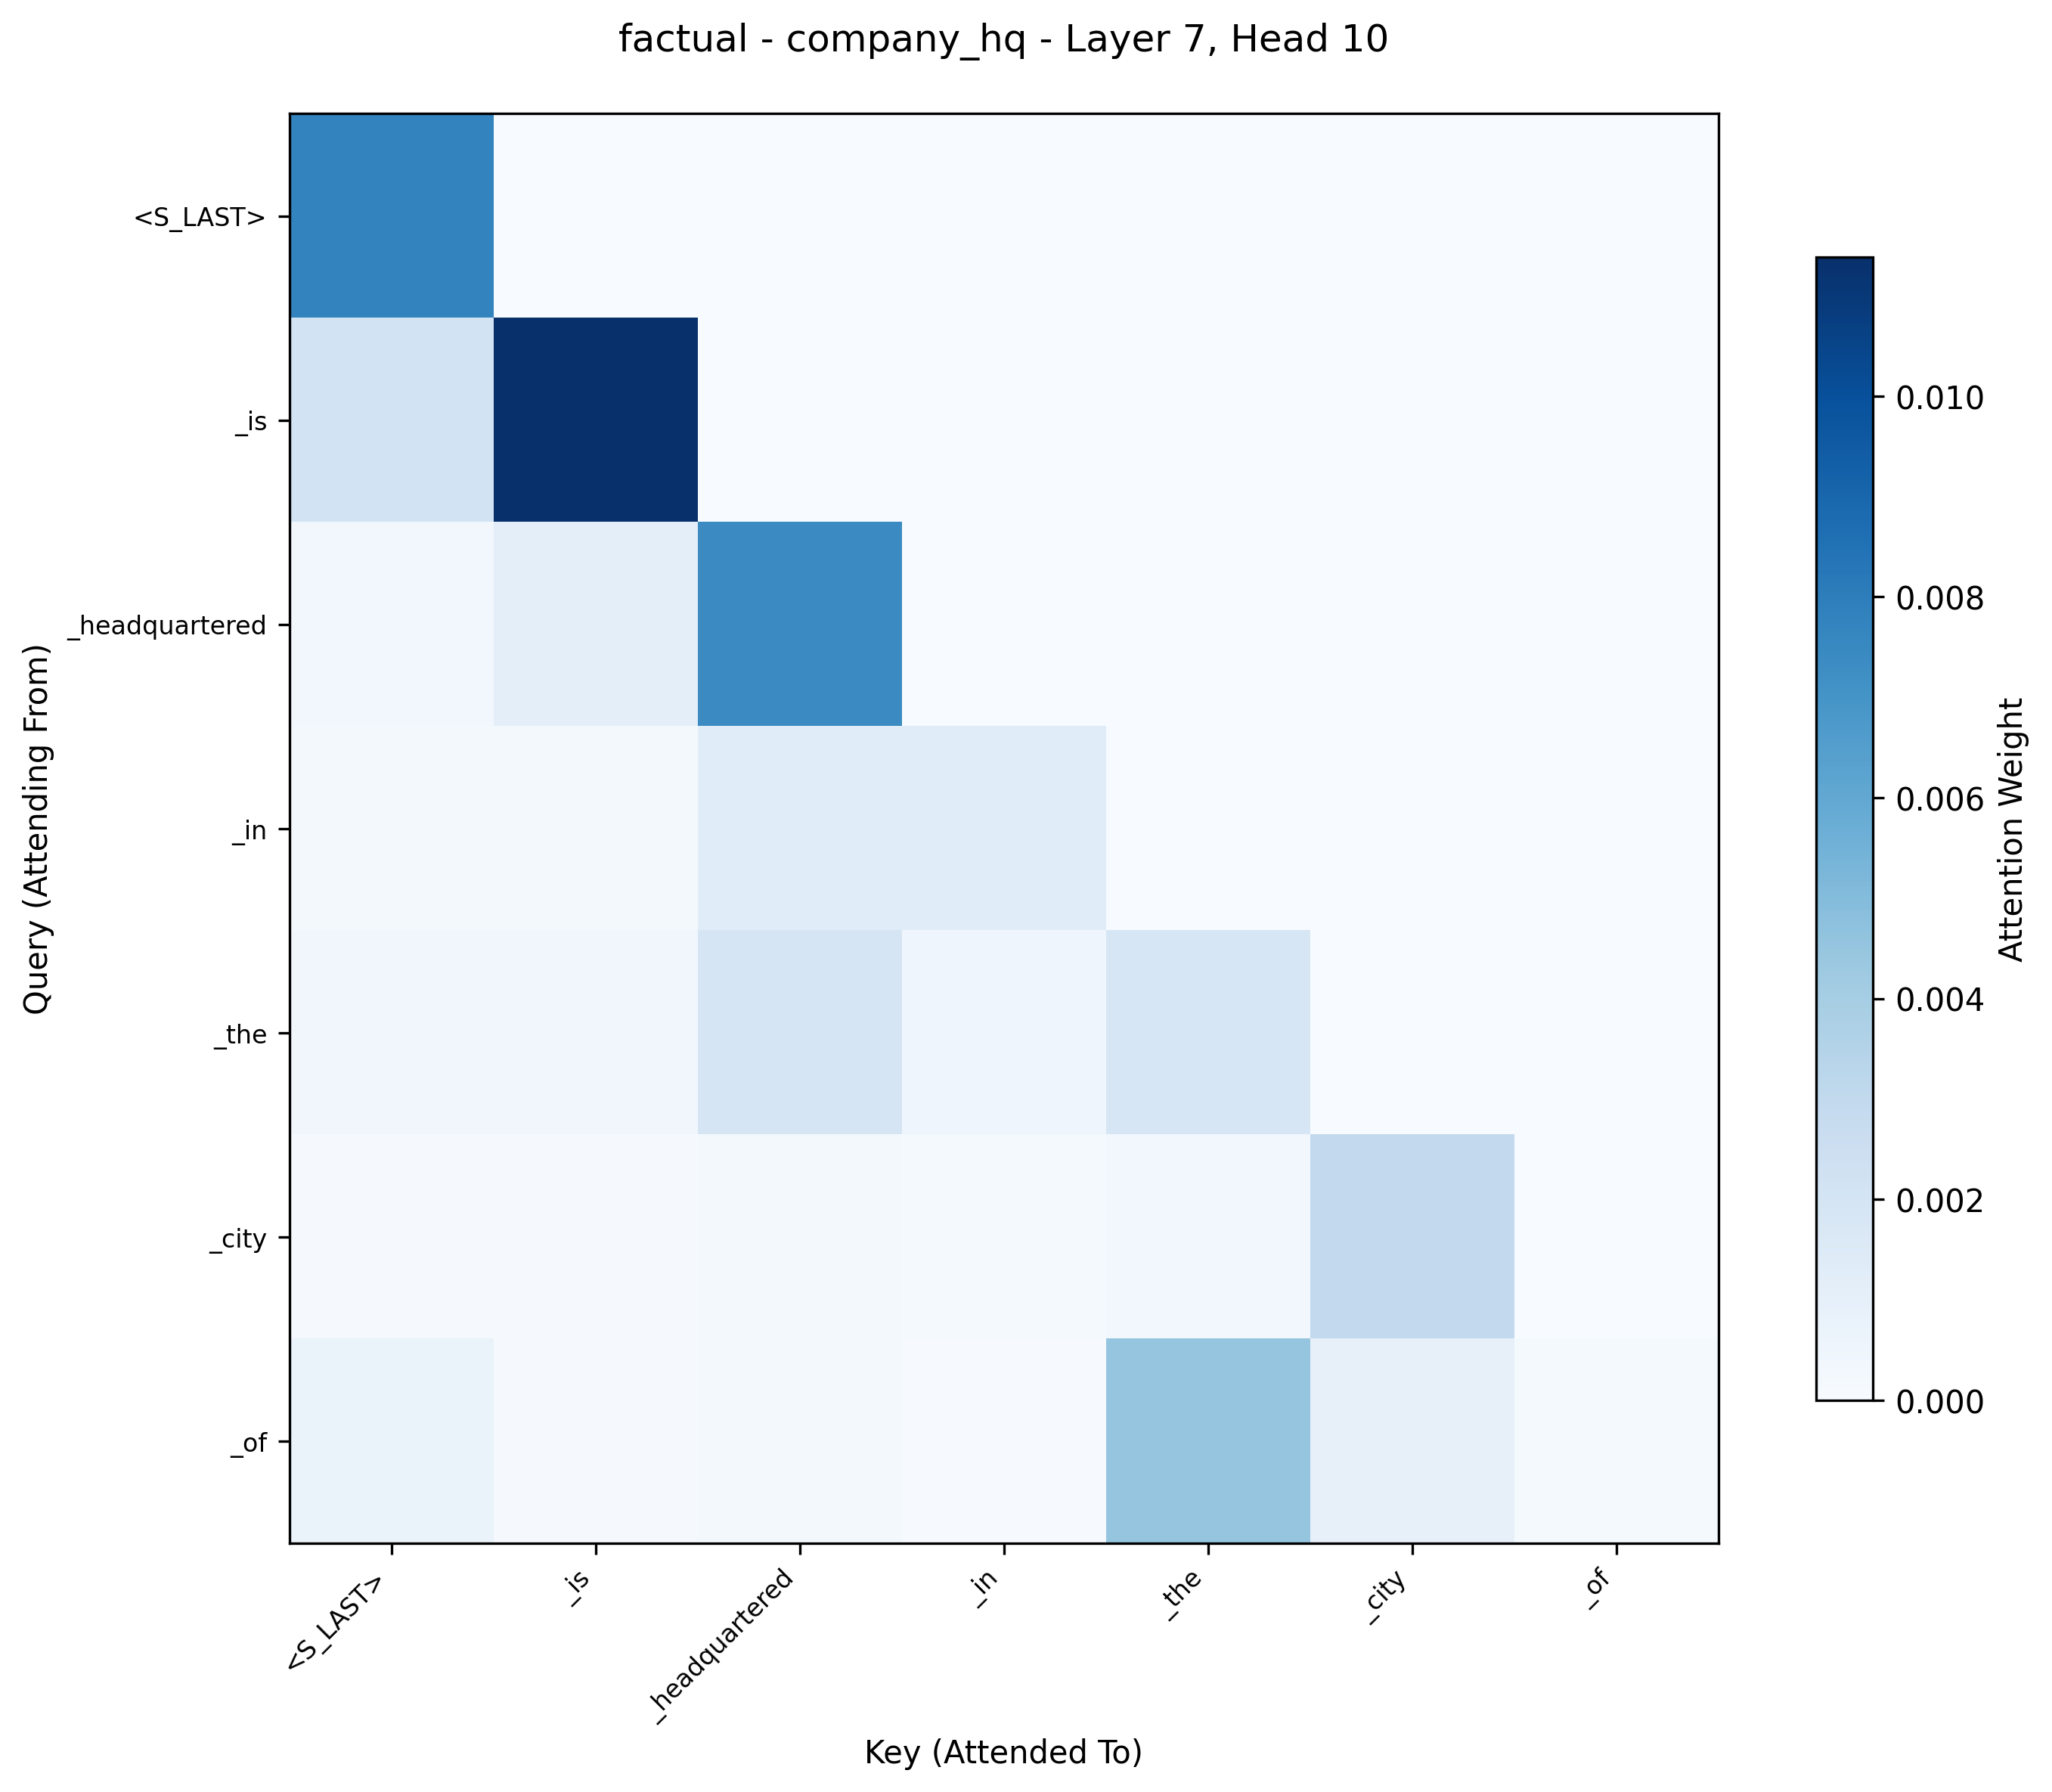 factual - company_hq - Layer 7, Head 10
<S_LAST>
_is
_headquartered
_in
_the
_city
_of
Query (Attending From)
<S_LAST>
_is
_headquartered
_in
_the
_city
_of
Key (Attended To)
0.010
0.008
0.006
0.004
0.002
0.000
Attention Weight